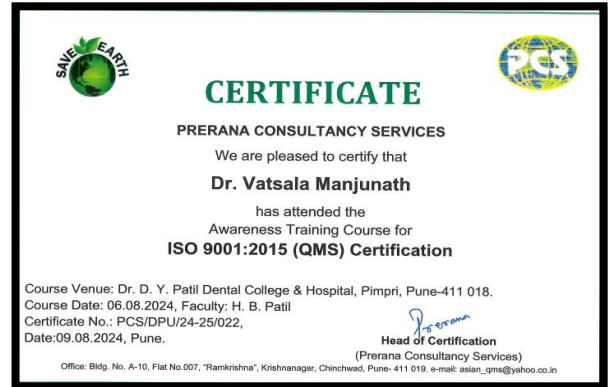 SAVE EARTH
PCS
CERTIFICATE
PRERANA CONSULTANCY SERVICES
We are pleased to certify that
Dr. Vatsala Manjunath
has attended the
Awareness Training Course for
ISO 9001:2015 (QMS) Certification
Course Venue: Dr. D. Y. Patil Dental College & Hospital, Pimpri, Pune-411 018.
Course Date: 06.08.2024, Faculty: H. B. Patil
Certificate No.: PCS/DPU/24-25/022,
Date:09.08.2024, Pune.
Prerana
Head of Certification
(Prerana Consultancy Services)
Office: Bldg. No. A-10, Flat No.007, "Ramkrishna", Krishnanagar, Chinchwad, Pune- 411 019. e-mail: asian_qms@yahoo.co.in